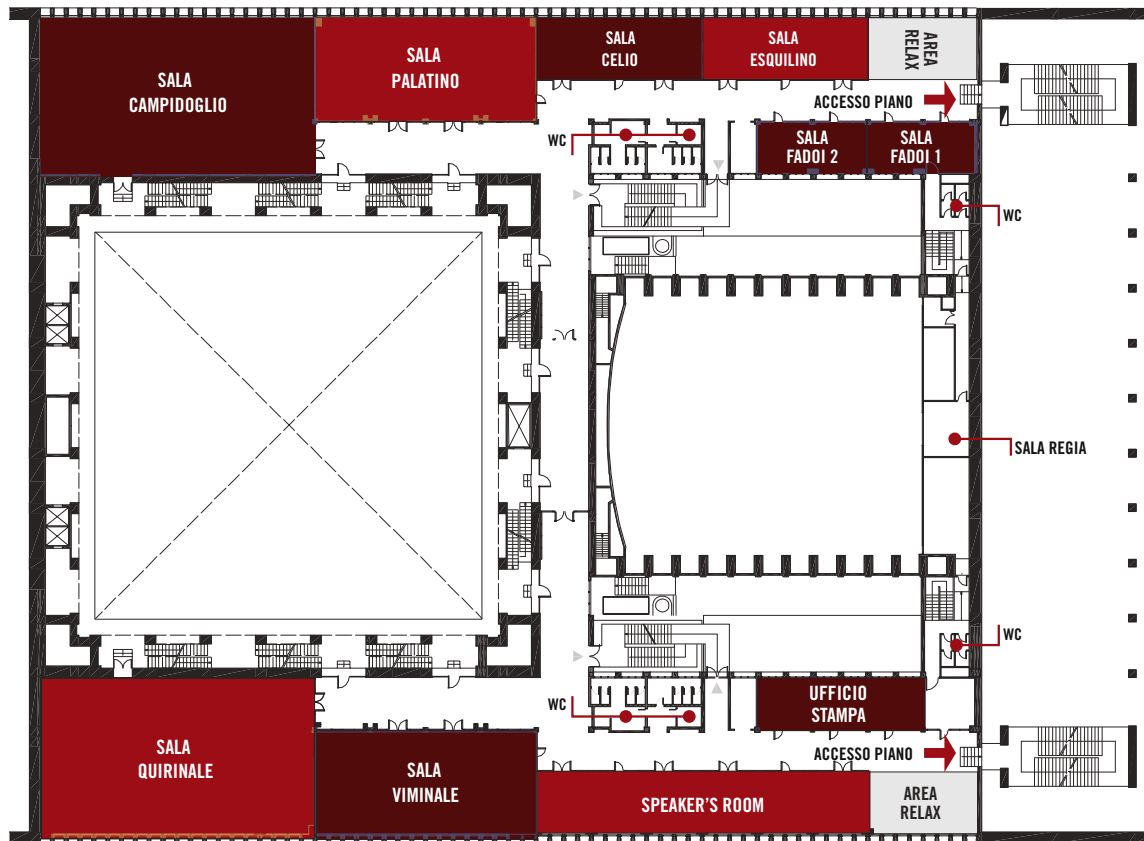 SALA
CAMPIDOGLIO
SALA
PALATINO
SALA
CELIO
SALA
ESQUILINO
AREA
RELAX
ACCESSO PIANO
WC
SALA
FADOI 2
SALA
FADOI 1
WC
SALA REGIA
WC
WC
UFFICIO
STAMPA
ACCESSO PIANO
SALA
QUIRINALE
SALA
VIMINALE
SPEAKER'S ROOM
AREA
RELAX